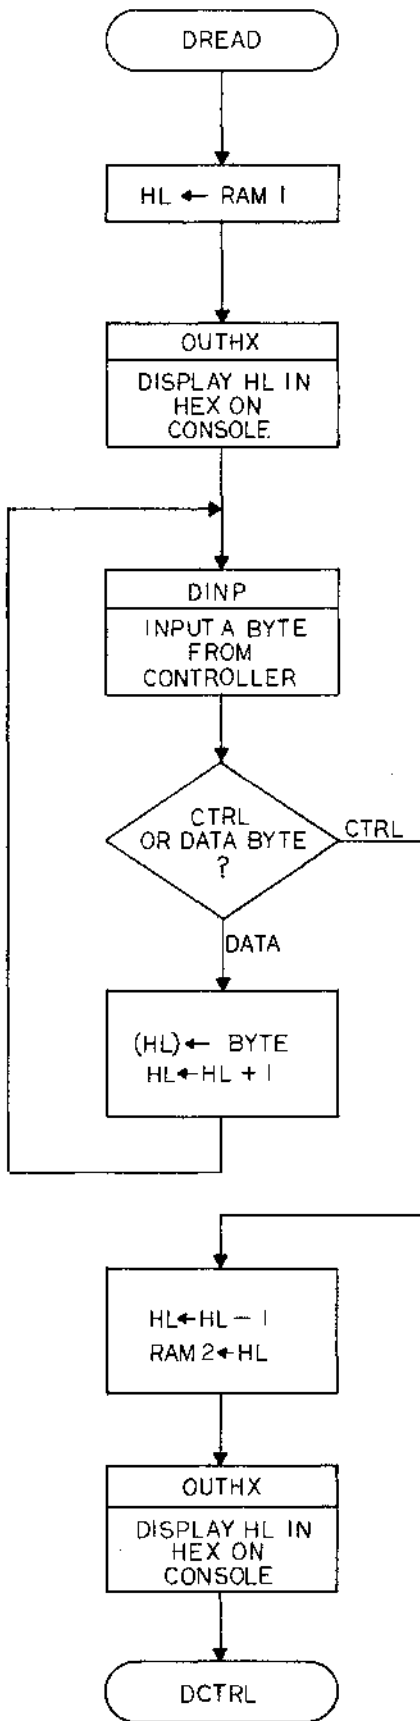 DREAD
HL ← RAM 1
OUTHX
DISPLAY HL IN
HEX ON
CONSOLE
DINP
INPUT A BYTE
FROM
CONTROLLER
CTRL
OR DATA BYTE
?
CTRL
DATA
(HL) ← BYTE
HL ← HL + 1
HL ← HL - 1
RAM 2 ← HL
OUTHX
DISPLAY HL IN
HEX ON
CONSOLE
DCTRL